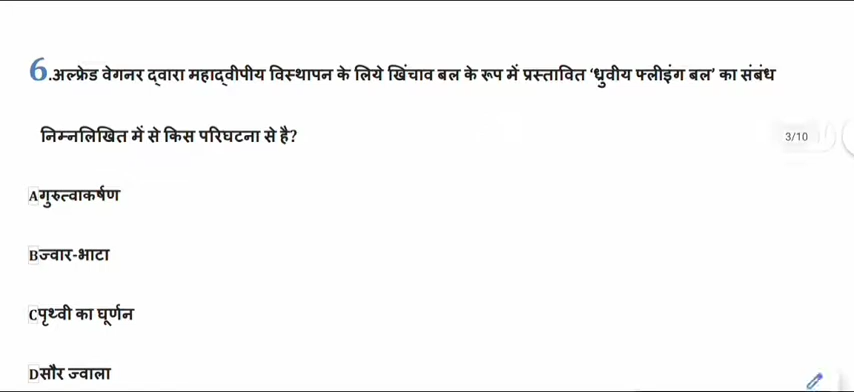 6.अल्फ्रेड वेगनर द्वारा महाद्वीपीय विस्थापन के लिये खिंचाव बल के रूप में प्रस्तावित ‘ध्रुवीय फ्लीइंग बल’ का संबंध
निम्नलिखित में से किस परिघटना से है?
3/10
Aगुरुत्वाकर्षण
Bज्वार-भाटा
Cपृथ्वी का घूर्णन
Dसौर ज्वाला